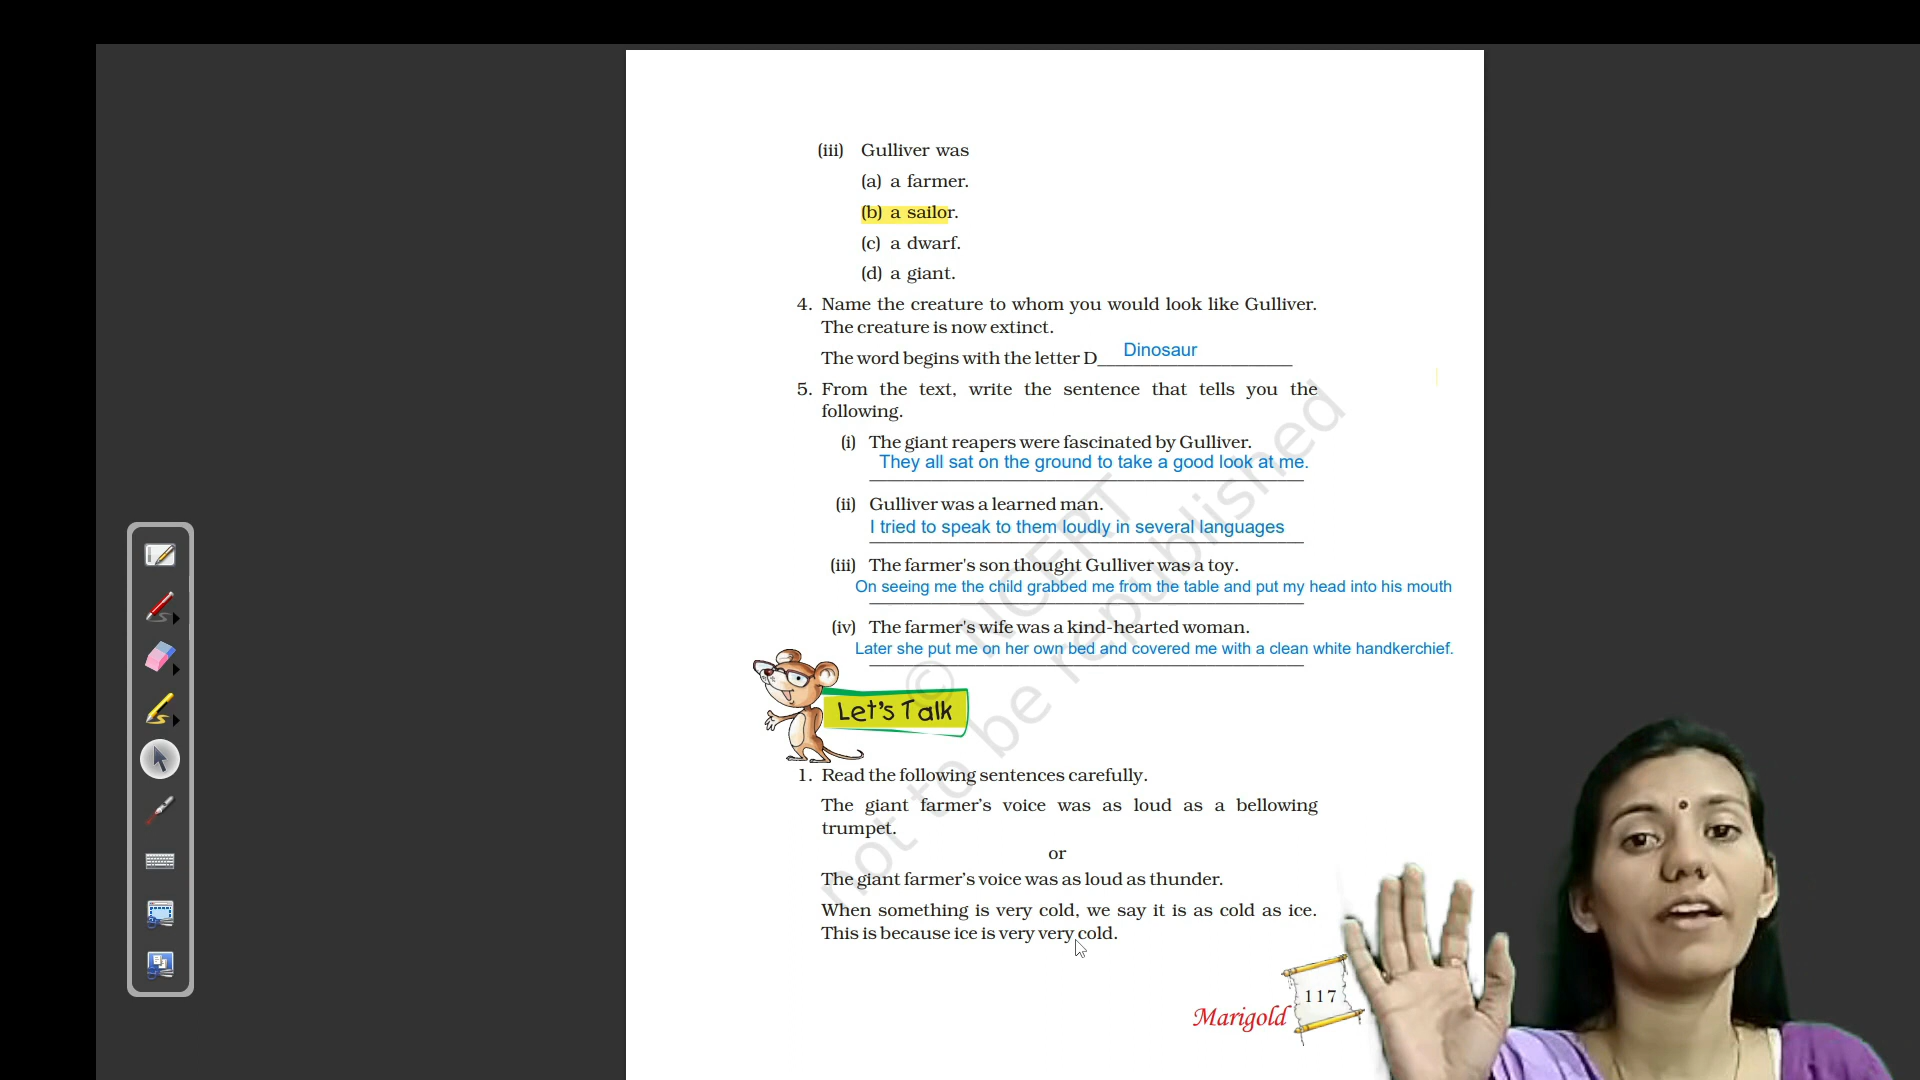 (iii) Gulliver was
(a) a farmer.
(b) a sailor.
(c) a dwarf.
(d) a giant.
4. Name the creature to whom you would look like Gulliver.
The creature is now extinct.
The word begins with the letter D Dinosaur
5. From the text, write the sentence that tells you the
following.
(i) The giant reapers were fascinated by Gulliver.
They all sat on the ground to take a good look at me.
(ii) Gulliver was a learned man.
I tried to speak to them loudly in several languages
(iii) The farmer's son thought Gulliver was a toy.
On seeing me the child grabbed me from the table and put my head into his mouth
(iv) The farmer's wife was a kind-hearted woman.
Later she put me on her own bed and covered me with a clean white handkerchief.
Let's Talk
1. Read the following sentences carefully.
The giant farmer's voice was as loud as a bellowing
trumpet.
or
The giant farmer's voice was as loud as thunder.
When something is very cold, we say it is as cold as ice.
This is because ice is very very cold.
Marigold 117
© NCERT
not to be republished